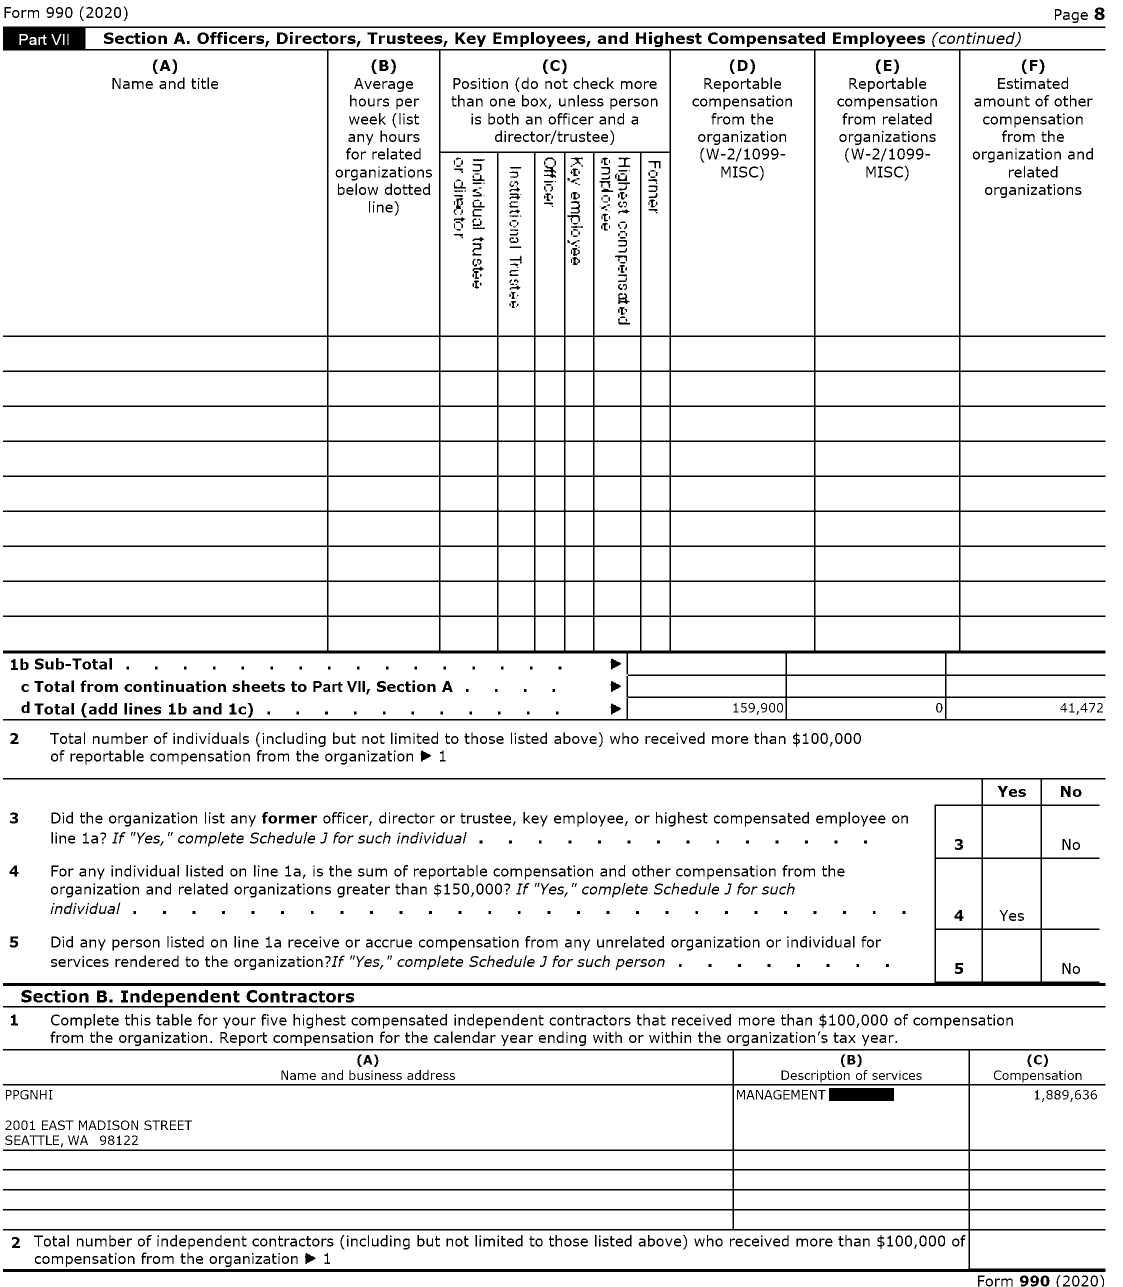 Form 990 (2020)
Page 8
Part VII Section A. Officers, Directors, Trustees, Key Employees, and Highest Compensated Employees (continued)
(A)
Name and title
(B)
Average
hours per
week (list
any hours
for related
organizations
below dotted
line)
(C)
Position (do not check more
than one box, unless person
is both an officer and a
director/trustee)
Individual trustee
or director
Institutional Trustee
Officer
Key employee
Highest compensated
employee
Former
(D)
Reportable
compensation
from the
organization
(W-2/1099-
MISC)
(E)
Reportable
compensation
from related
organizations
(W-2/1099-
MISC)
(F)
Estimated
amount of other
compensation
from the
organization and
related
organizations
1b Sub-Total . . . . . . . . . . . . . . . . ▶
c Total from continuation sheets to Part VII, Section A . . . . ▶
d Total (add lines 1b and 1c) . . . . . . . . . . . ▶ 159,900 0 41,472
2 Total number of individuals (including but not limited to those listed above) who received more than $100,000
of reportable compensation from the organization ▶ 1
Yes No
3 Did the organization list any former officer, director or trustee, key employee, or highest compensated employee on
line 1a? If "Yes," complete Schedule J for such individual . . . . . . . . . . . . . . 3 No
4 For any individual listed on line 1a, is the sum of reportable compensation and other compensation from the
organization and related organizations greater than $150,000? If "Yes," complete Schedule J for such
individual . . . . . . . . . . . . . . . . . . . . . . . . . . . 4 Yes
5 Did any person listed on line 1a receive or accrue compensation from any unrelated organization or individual for
services rendered to the organization?If "Yes," complete Schedule J for such person . . . . . . . . 5 No
Section B. Independent Contractors
1 Complete this table for your five highest compensated independent contractors that received more than $100,000 of compensation
from the organization. Report compensation for the calendar year ending with or within the organization's tax year.
(A)
Name and business address
(B)
Description of services
(C)
Compensation
PPGNHI MANAGEMENT 1,889,636
2001 EAST MADISON STREET
SEATTLE, WA 98122
2 Total number of independent contractors (including but not limited to those listed above) who received more than $100,000 of
compensation from the organization ▶ 1
Form 990 (2020)